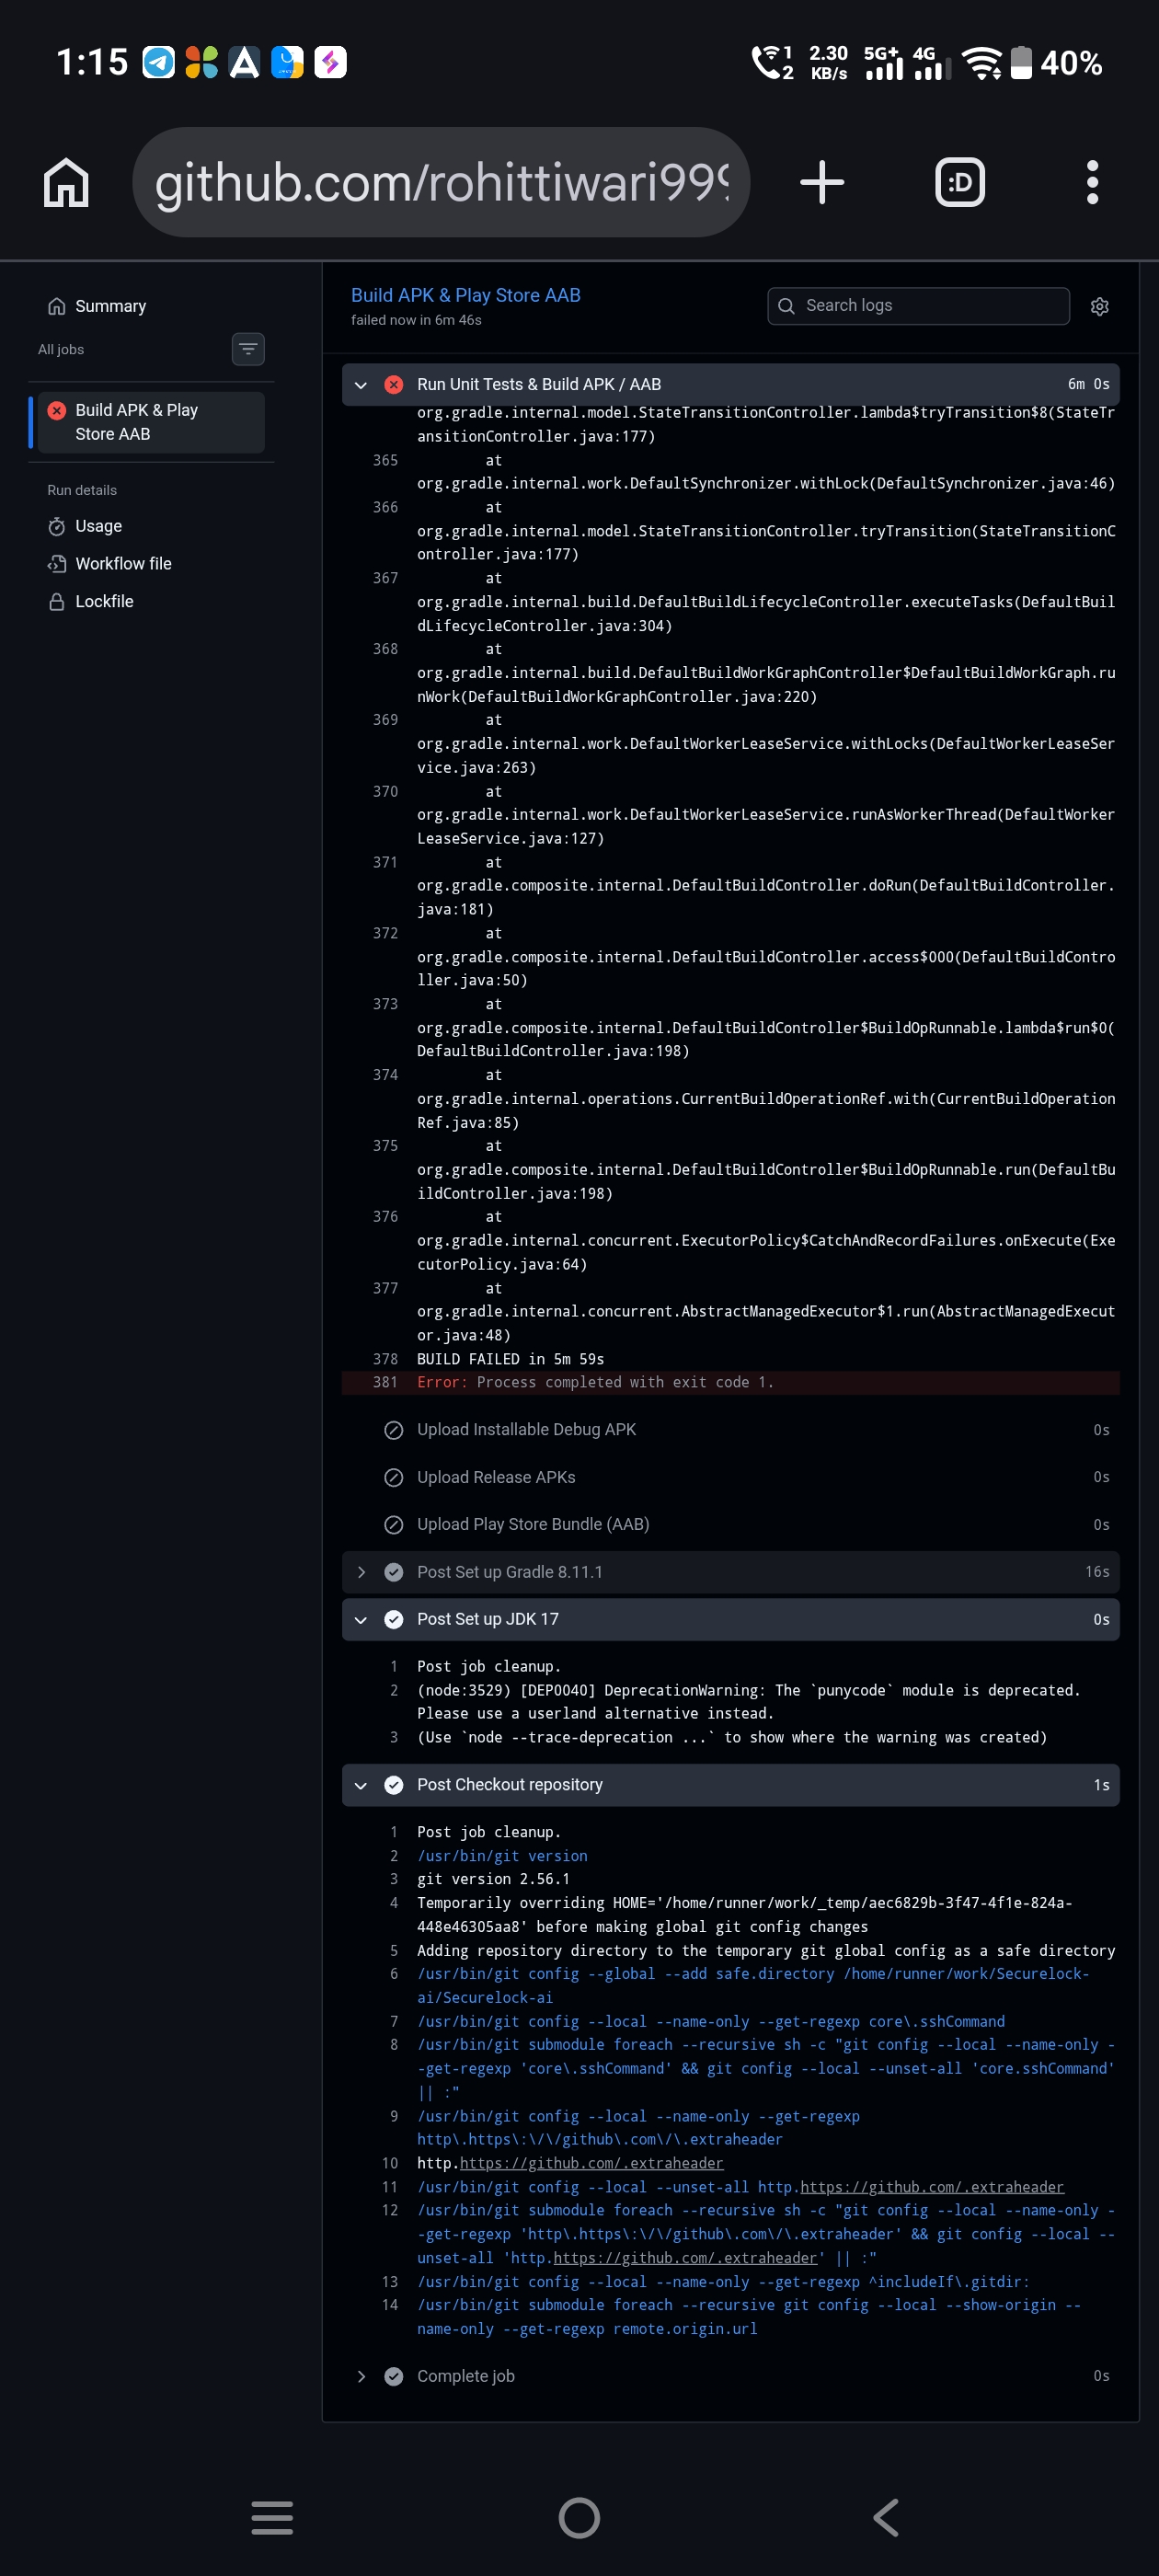 1:15
1
2
2.30
KB/s
5G+
4G
40%
github.com/rohittiwari999
:D
Summary
All jobs
Build APK & Play
Store AAB
Run details
Usage
Workflow file
Lockfile
Build APK & Play Store AAB
failed now in 6m 46s
Search logs
Run Unit Tests & Build APK / AAB
6m 0s
org.gradle.internal.model.StateTransitionController.lambda$tryTransition$8(StateTr
ansitionController.java:177)
365 at
org.gradle.internal.work.DefaultSynchronizer.withLock(DefaultSynchronizer.java:46)
366 at
org.gradle.internal.model.StateTransitionController.tryTransition(StateTransitionC
ontroller.java:177)
367 at
org.gradle.internal.build.DefaultBuildLifecycleController.executeTasks(DefaultBuil
dLifecycleController.java:304)
368 at
org.gradle.internal.build.DefaultBuildWorkGraphController$DefaultBuildWorkGraph.ru
nWork(DefaultBuildWorkGraphController.java:220)
369 at
org.gradle.internal.work.DefaultWorkerLeaseService.withLocks(DefaultWorkerLeaseSer
vice.java:263)
370 at
org.gradle.internal.work.DefaultWorkerLeaseService.runAsWorkerThread(DefaultWorker
LeaseService.java:127)
371 at
org.gradle.composite.internal.DefaultBuildController.doRun(DefaultBuildController.
java:181)
372 at
org.gradle.composite.internal.DefaultBuildController.access$000(DefaultBuildContro
ller.java:50)
373 at
org.gradle.composite.internal.DefaultBuildController$BuildOpRunnable.lambda$run$0(
DefaultBuildController.java:198)
374 at
org.gradle.internal.operations.CurrentBuildOperationRef.with(CurrentBuildOperation
Ref.java:85)
375 at
org.gradle.composite.internal.DefaultBuildController$BuildOpRunnable.run(DefaultBu
ildController.java:198)
376 at
org.gradle.internal.concurrent.ExecutorPolicy$CatchAndRecordFailures.onExecute(Exe
cutorPolicy.java:64)
377 at
org.gradle.internal.concurrent.AbstractManagedExecutor$1.run(AbstractManagedExecut
or.java:48)
378 BUILD FAILED in 5m 59s
381 Error: Process completed with exit code 1.
Upload Installable Debug APK 0s
Upload Release APKs 0s
Upload Play Store Bundle (AAB) 0s
Post Set up Gradle 8.11.1 16s
Post Set up JDK 17 0s
1 Post job cleanup.
2 (node:3529) [DEP0040] DeprecationWarning: The `punycode` module is deprecated.
Please use a userland alternative instead.
3 (Use `node --trace-deprecation ...` to show where the warning was created)
Post Checkout repository 1s
1 Post job cleanup.
2 /usr/bin/git version
3 git version 2.56.1
4 Temporarily overriding HOME='/home/runner/work/_temp/aec6829b-3f47-4f1e-824a-
448e46305aa8' before making global git config changes
5 Adding repository directory to the temporary git global config as a safe directory
6 /usr/bin/git config --global --add safe.directory /home/runner/work/Securelock-
ai/Securelock-ai
7 /usr/bin/git config --local --name-only --get-regexp core\.sshCommand
8 /usr/bin/git submodule foreach --recursive sh -c "git config --local --name-only -
-get-regexp 'core\.sshCommand' && git config --local --unset-all 'core.sshCommand'
|| :"
9 /usr/bin/git config --local --name-only --get-regexp
http\.https\:\/\/github\.com\/\.extraheader
10 http.https://github.com/.extraheader
11 /usr/bin/git config --local --unset-all http.https://github.com/.extraheader
12 /usr/bin/git submodule foreach --recursive sh -c "git config --local --name-only -
-get-regexp 'http\.https\:\/\/github\.com\/\.extraheader' && git config --local --
unset-all 'http.https://github.com/.extraheader' || :"
13 /usr/bin/git config --local --name-only --get-regexp ^includeIf\.gitdir:
14 /usr/bin/git submodule foreach --recursive git config --local --show-origin --
name-only --get-regexp remote.origin.url
Complete job 0s